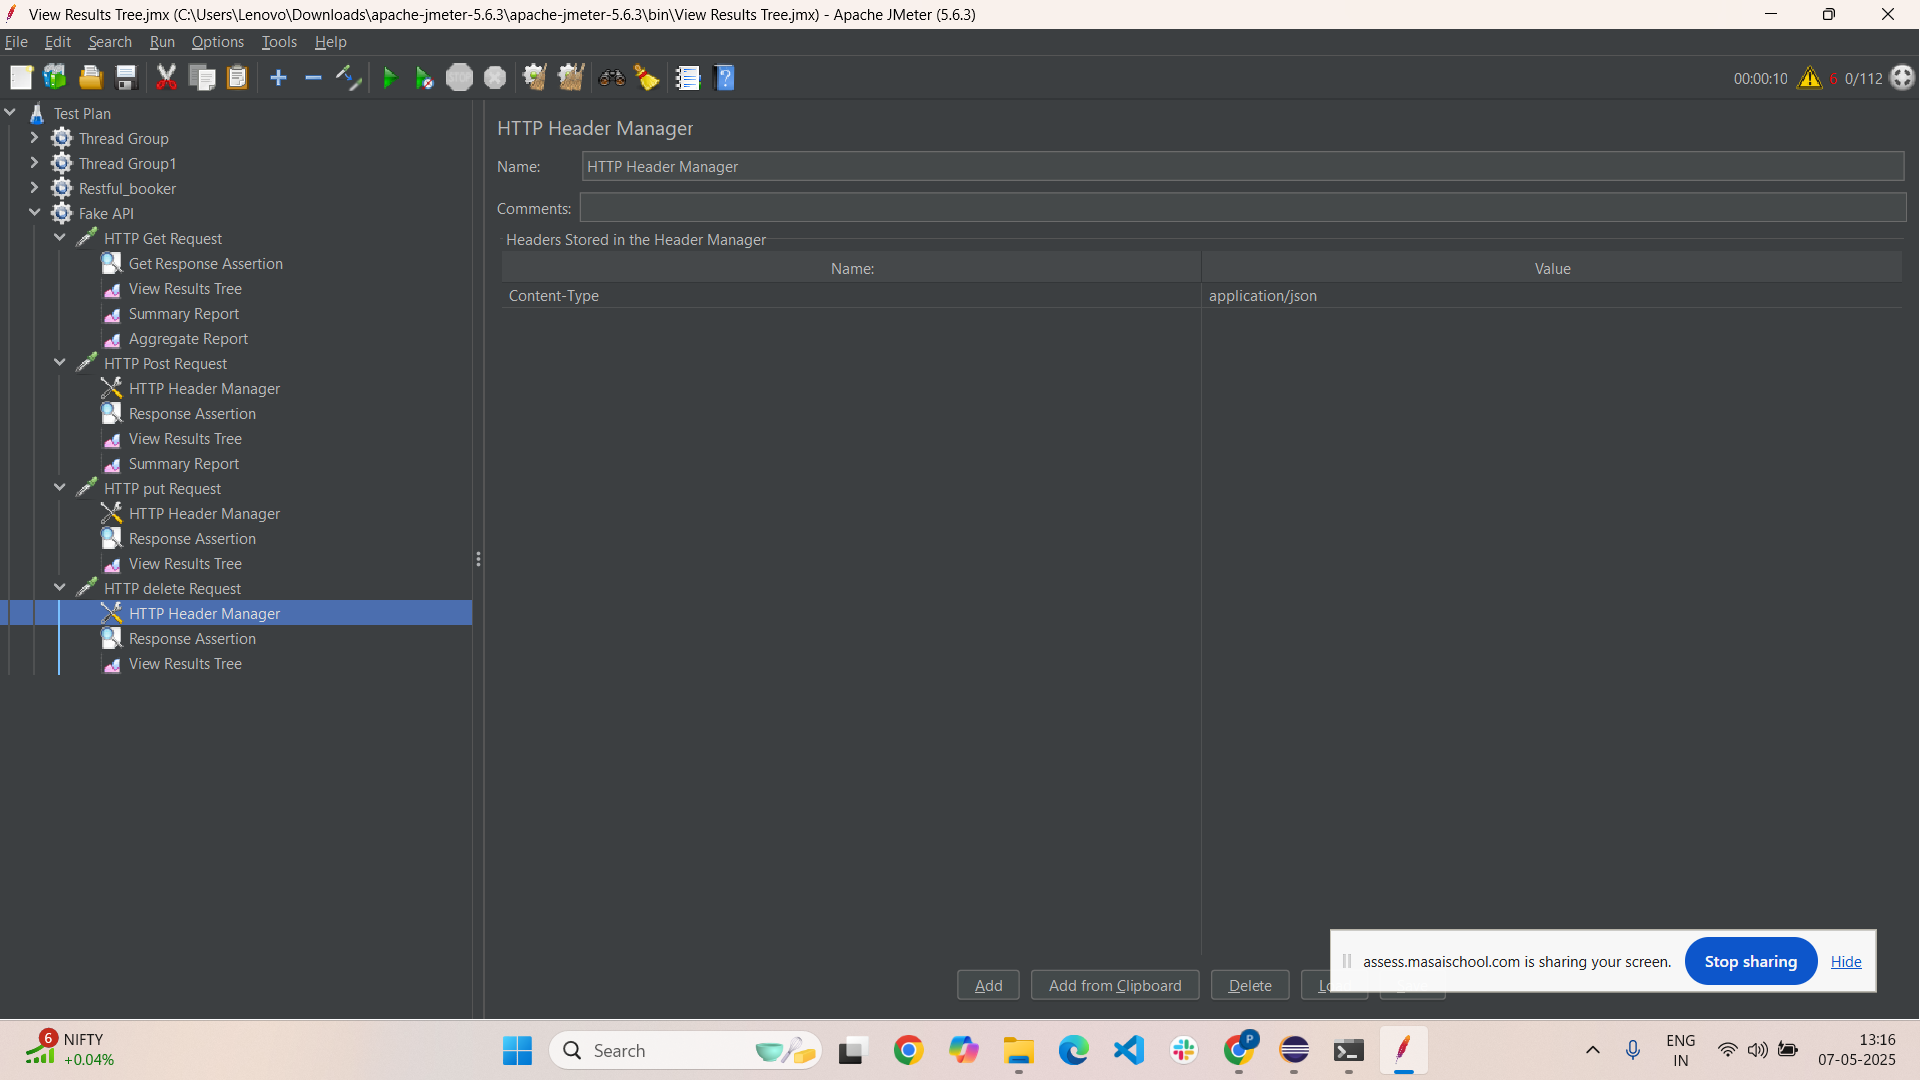 View Results Tree.jmx (C:\Users\Lenovo\Downloads\apache-jmeter-5.6.3\apache-jmeter-5.6.3\bin\View Results Tree.jmx) - Apache JMeter (5.6.3)
File Edit Search Run Options Tools Help
STOP
00:00:10 6 0/112
Test Plan
Thread Group
Thread Group1
Restful_booker
Fake API
HTTP Get Request
Get Response Assertion
View Results Tree
Summary Report
Aggregate Report
HTTP Post Request
HTTP Header Manager
Response Assertion
View Results Tree
Summary Report
HTTP put Request
HTTP Header Manager
Response Assertion
View Results Tree
HTTP delete Request
HTTP Header Manager
Response Assertion
View Results Tree
HTTP Header Manager
Name: HTTP Header Manager
Comments:
Headers Stored in the Header Manager
Name: Value
Content-Type application/json
Add Add from Clipboard Delete
assess.masaischool.com is sharing your screen. Stop sharing Hide
6 NIFTY
+0.04%
Search
P
ENG
IN
13:16
07-05-2025